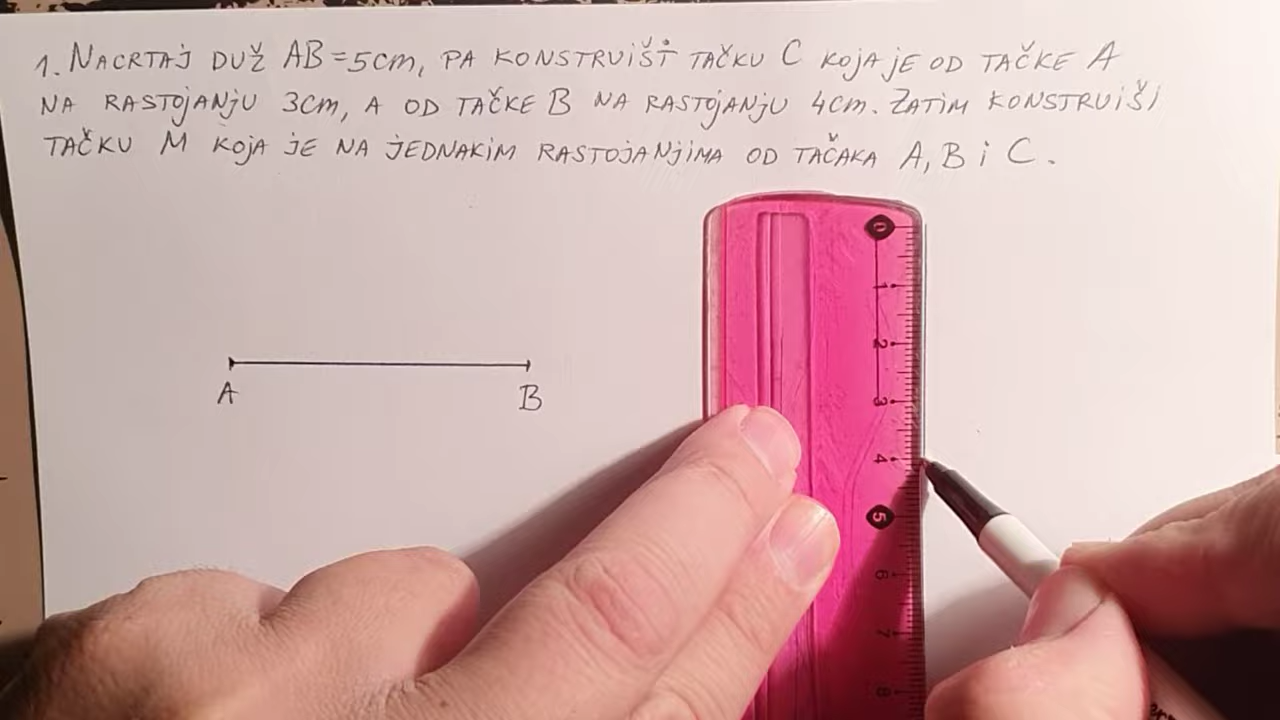 1. NACRTAJ DUŽ AB=5cm, PA KONSTRUIŠI TAČKU C KOJA JE OD TAČKE A
NA RASTOJANJU 3cm, A OD TAČKE B NA RASTOJANJU 4cm. ZATIM KONSTRUIŠI
TAČKU M KOJA JE NA JEDNAKIM RASTOJANJIMA OD TAČAKA A, B i C.
A B
0
1
2
3
4
5
6
7
8